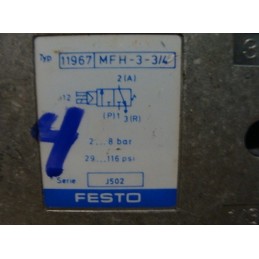 Typ 11967 MFH-3-3/4"
2(A)
12
(P)1 3(R)
4
2...8 bar
29...116 psi
Serie J502
FESTO
3